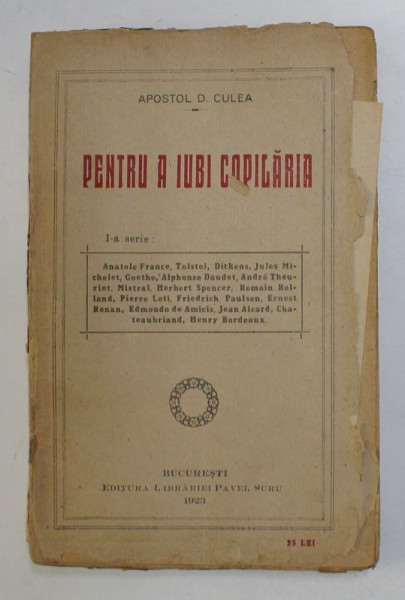 APOSTOL D. CULEA
PENTRU A IUBI COPILĂRIA
I-a serie :
Anatole France, Tolstoi, Dickens, Jules Mi-
chelet, Goethe, Alphonse Daudet, André Theu-
riet, Mistral, Herbert Spencer, Romain Rol-
land, Pierre Loti, Friedrich Paulsen, Ernest
Renan, Edmondo de Amicis, Jean Aicard, Cha-
teaubriand, Henry Bordeaux.
BUCUREȘTI
EDITURA LIBRĂRIEI PAVEL SURU
1923
25 LEI